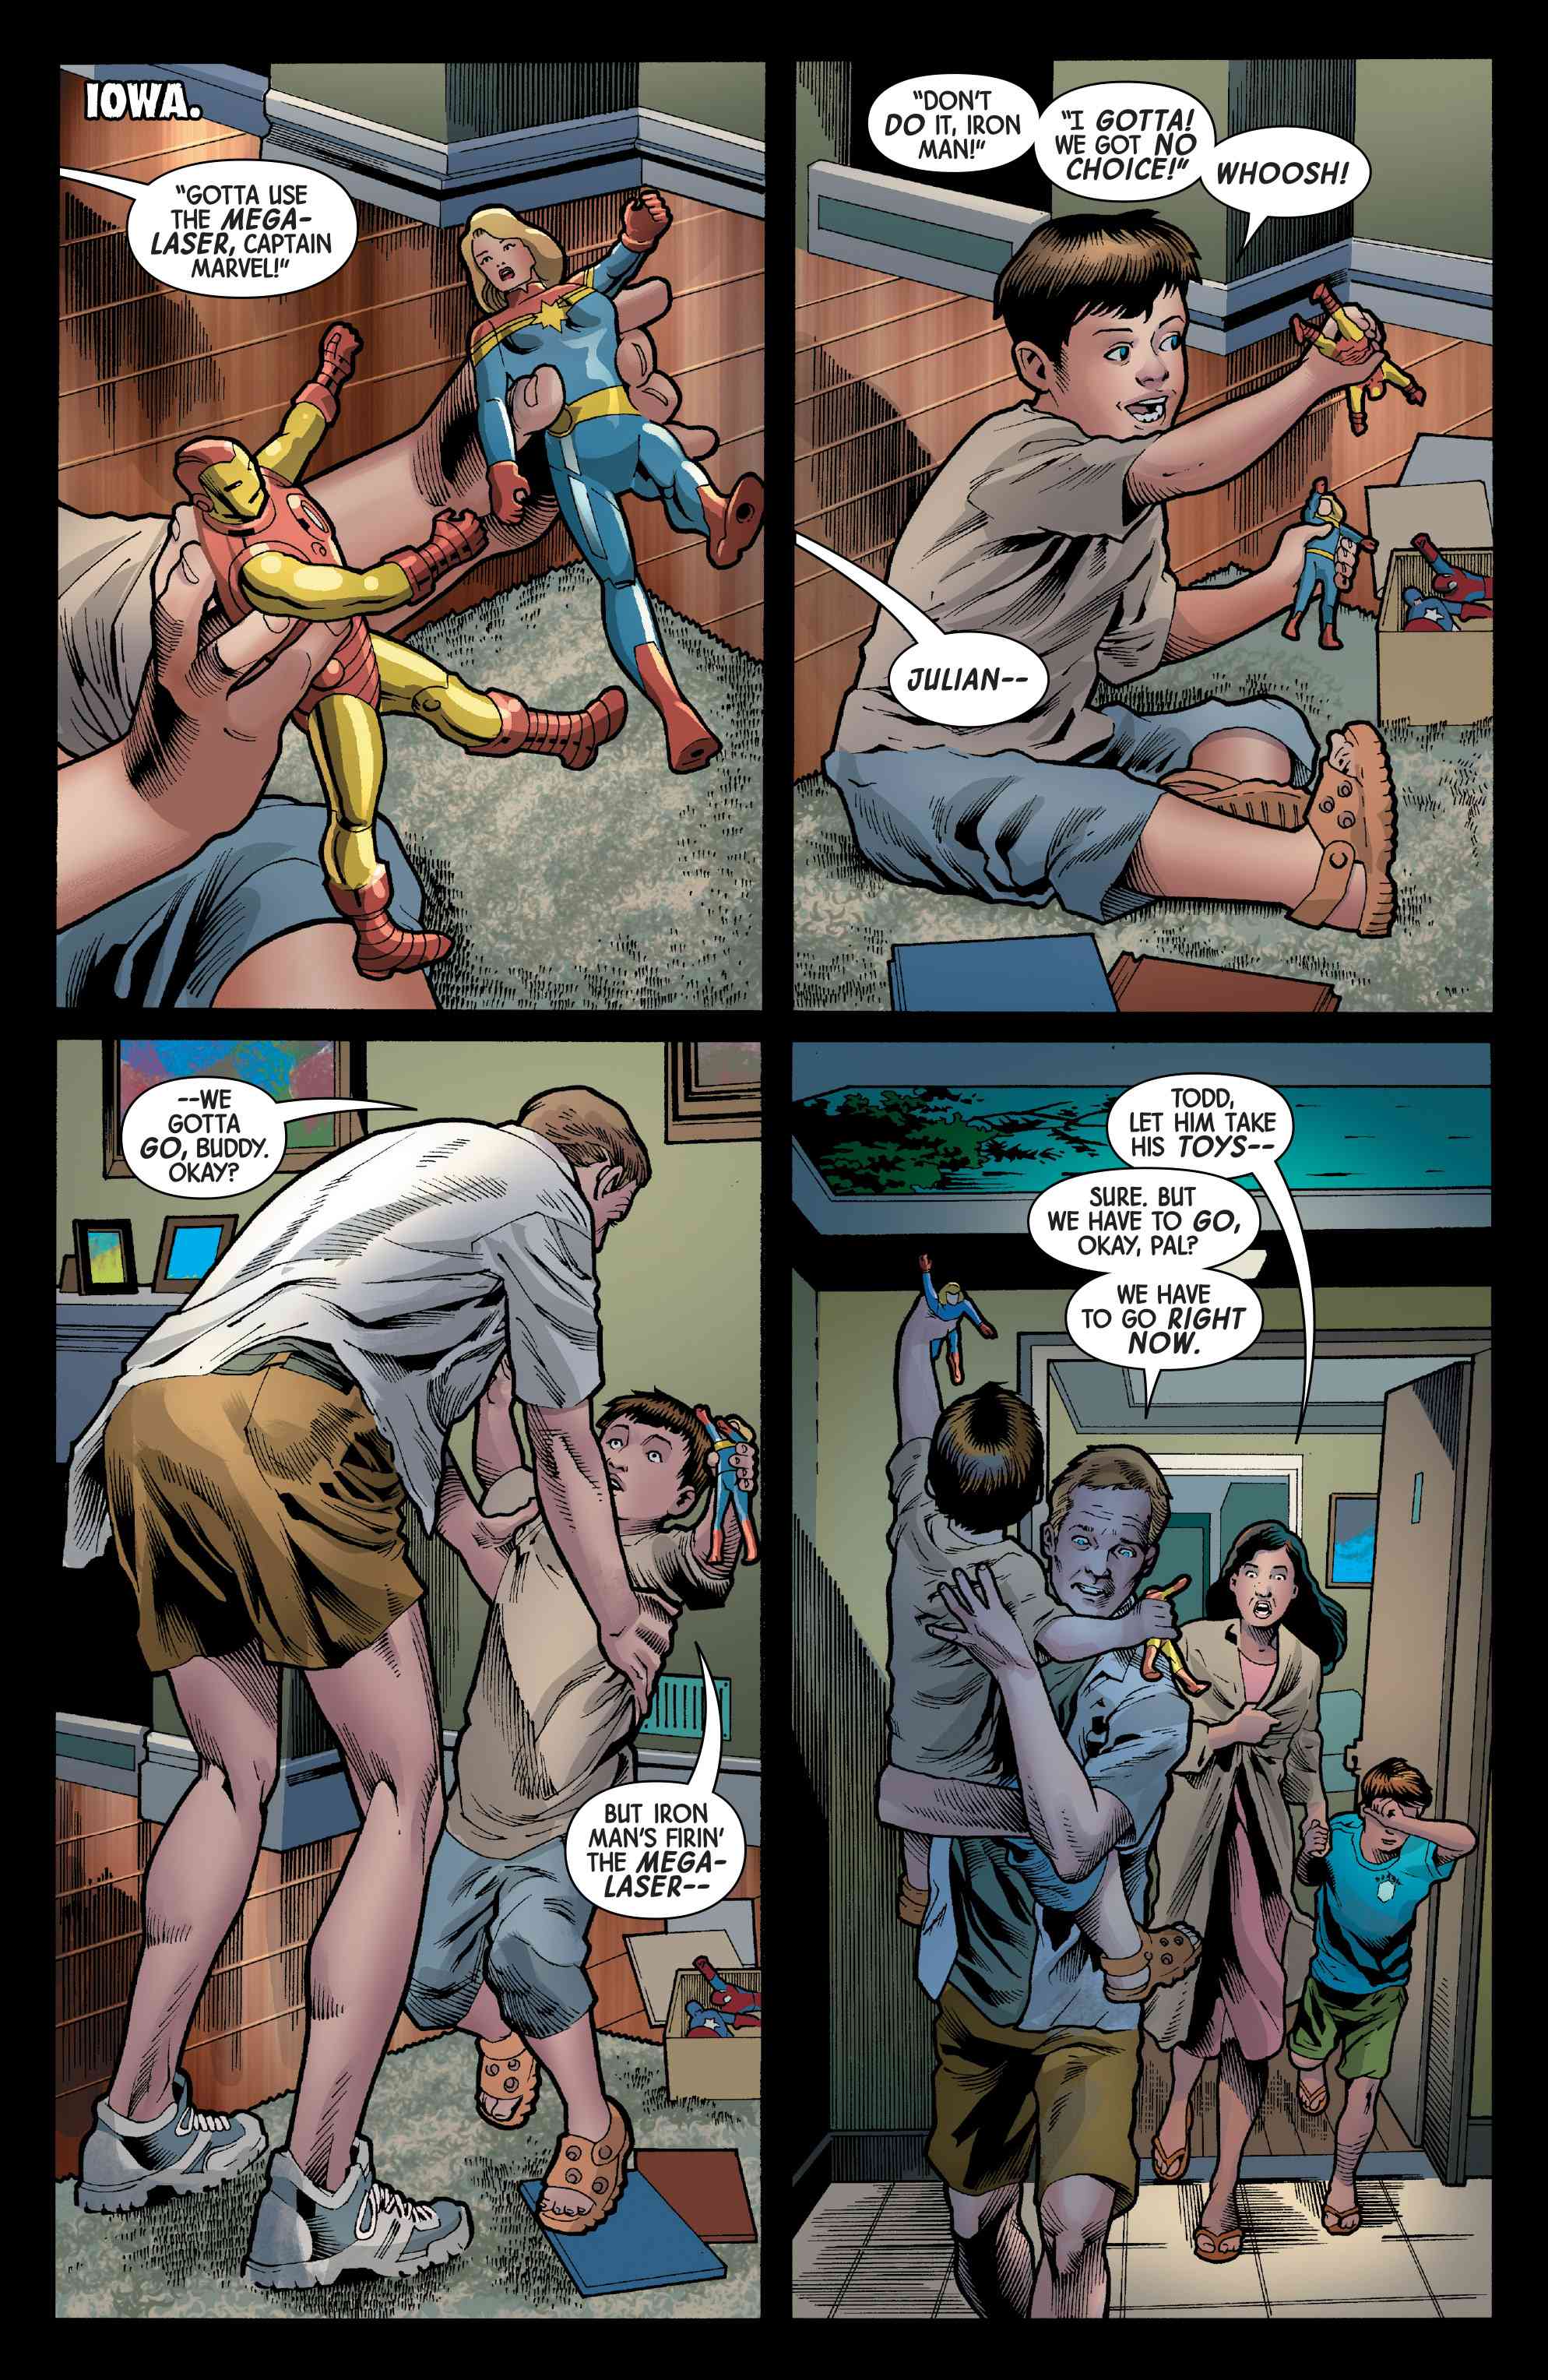 IOWA.
"GOTTA USE
THE MEGA-
LASER, CAPTAIN
MARVEL!"
"DON'T
DO IT, IRON
MAN!"
"I GOTTA!
WE GOT NO
CHOICE!"
WHOOSH!
JULIAN--
--WE
GOTTA
GO, BUDDY.
OKAY?
BUT IRON
MAN'S FIRIN'
THE MEGA-
LASER--
TODD,
LET HIM TAKE
HIS TOYS--
SURE. BUT
WE HAVE TO GO,
OKAY, PAL?
WE HAVE
TO GO RIGHT
NOW.